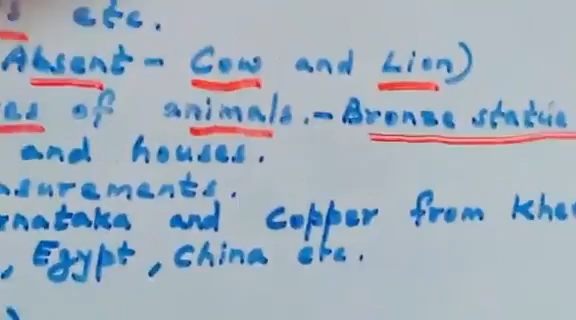 etc.
(Absent - Cow and Lion)
of animals. - Bronze statue
and houses.
surements.
rnataka and copper from Khe
, Egypt, China etc.